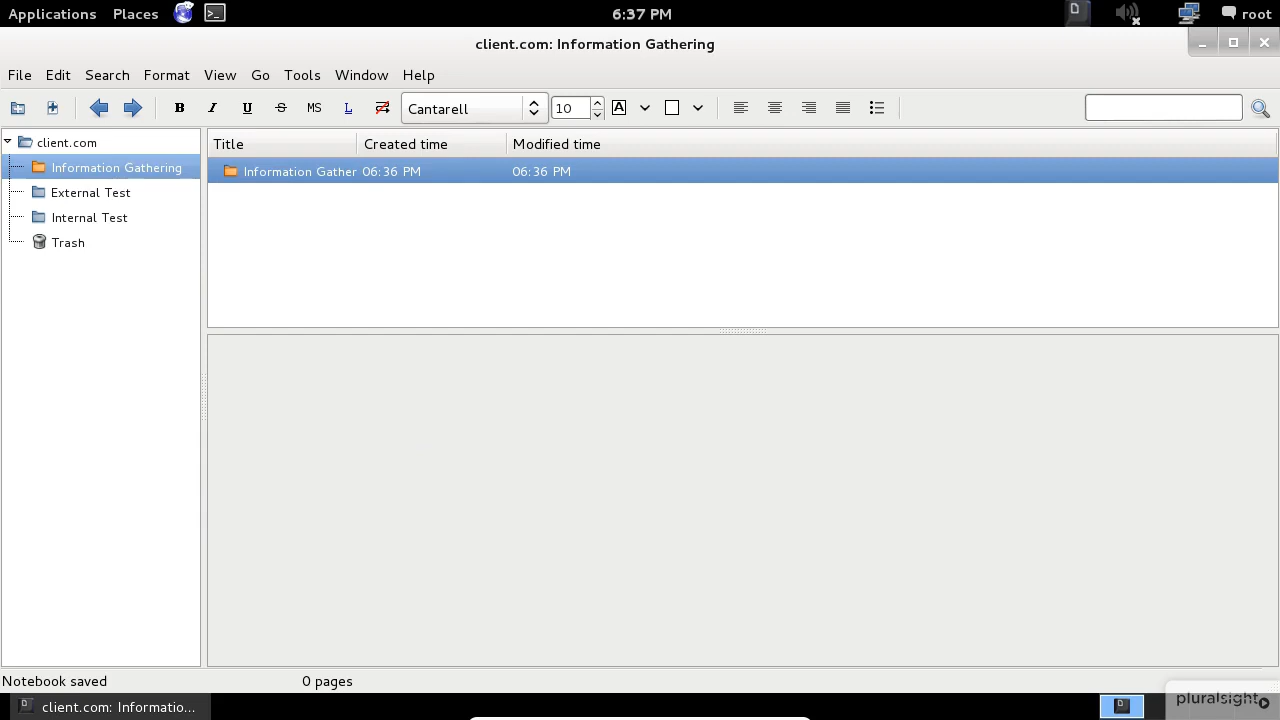 Applications Places 6:37 PM root
client.com: Information Gathering
File Edit Search Format View Go Tools Window Help
B I U S MS L Cantarell 10 A
client.com
Information Gathering
External Test
Internal Test
Trash
Title Created time Modified time
Information Gather 06:36 PM 06:36 PM
Notebook saved 0 pages
client.com: Informatio...
D
pluralsight